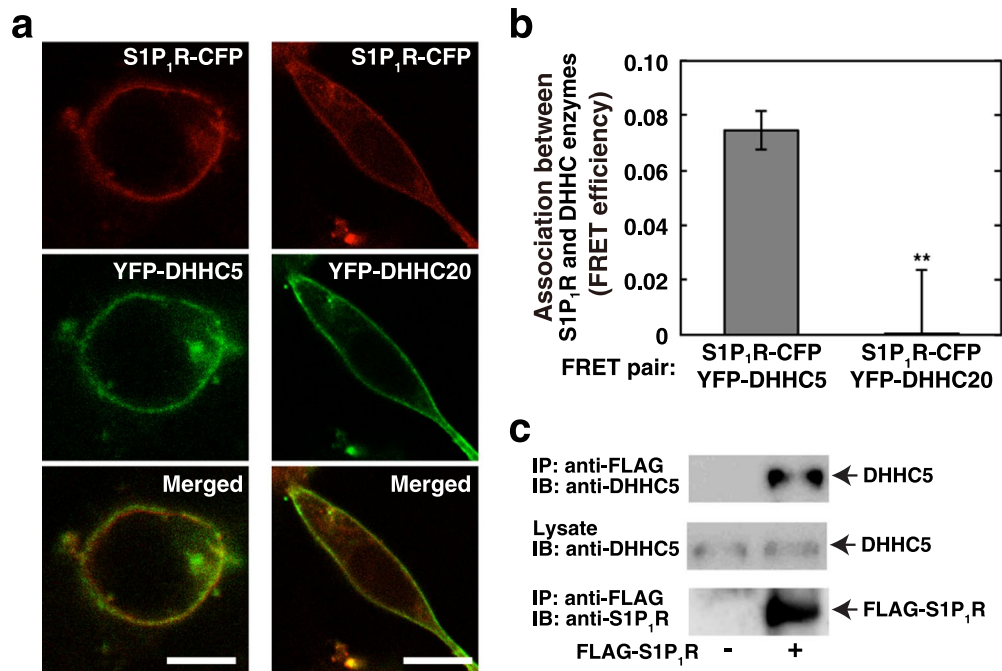 a
S1P₁R-CFP
S1P₁R-CFP
YFP-DHHC5
YFP-DHHC20
Merged
Merged
b
Association between
S1P₁R and DHHC enzymes
(FRET efficiency)
0.10
0.08
0.06
0.04
0.02
0
**
FRET pair:
S1P₁R-CFP
YFP-DHHC5
S1P₁R-CFP
YFP-DHHC20
c
IP: anti-FLAG
IB: anti-DHHC5
DHHC5
Lysate
IB: anti-DHHC5
DHHC5
IP: anti-FLAG
IB: anti-S1P₁R
FLAG-S1P₁R
FLAG-S1P₁R - +